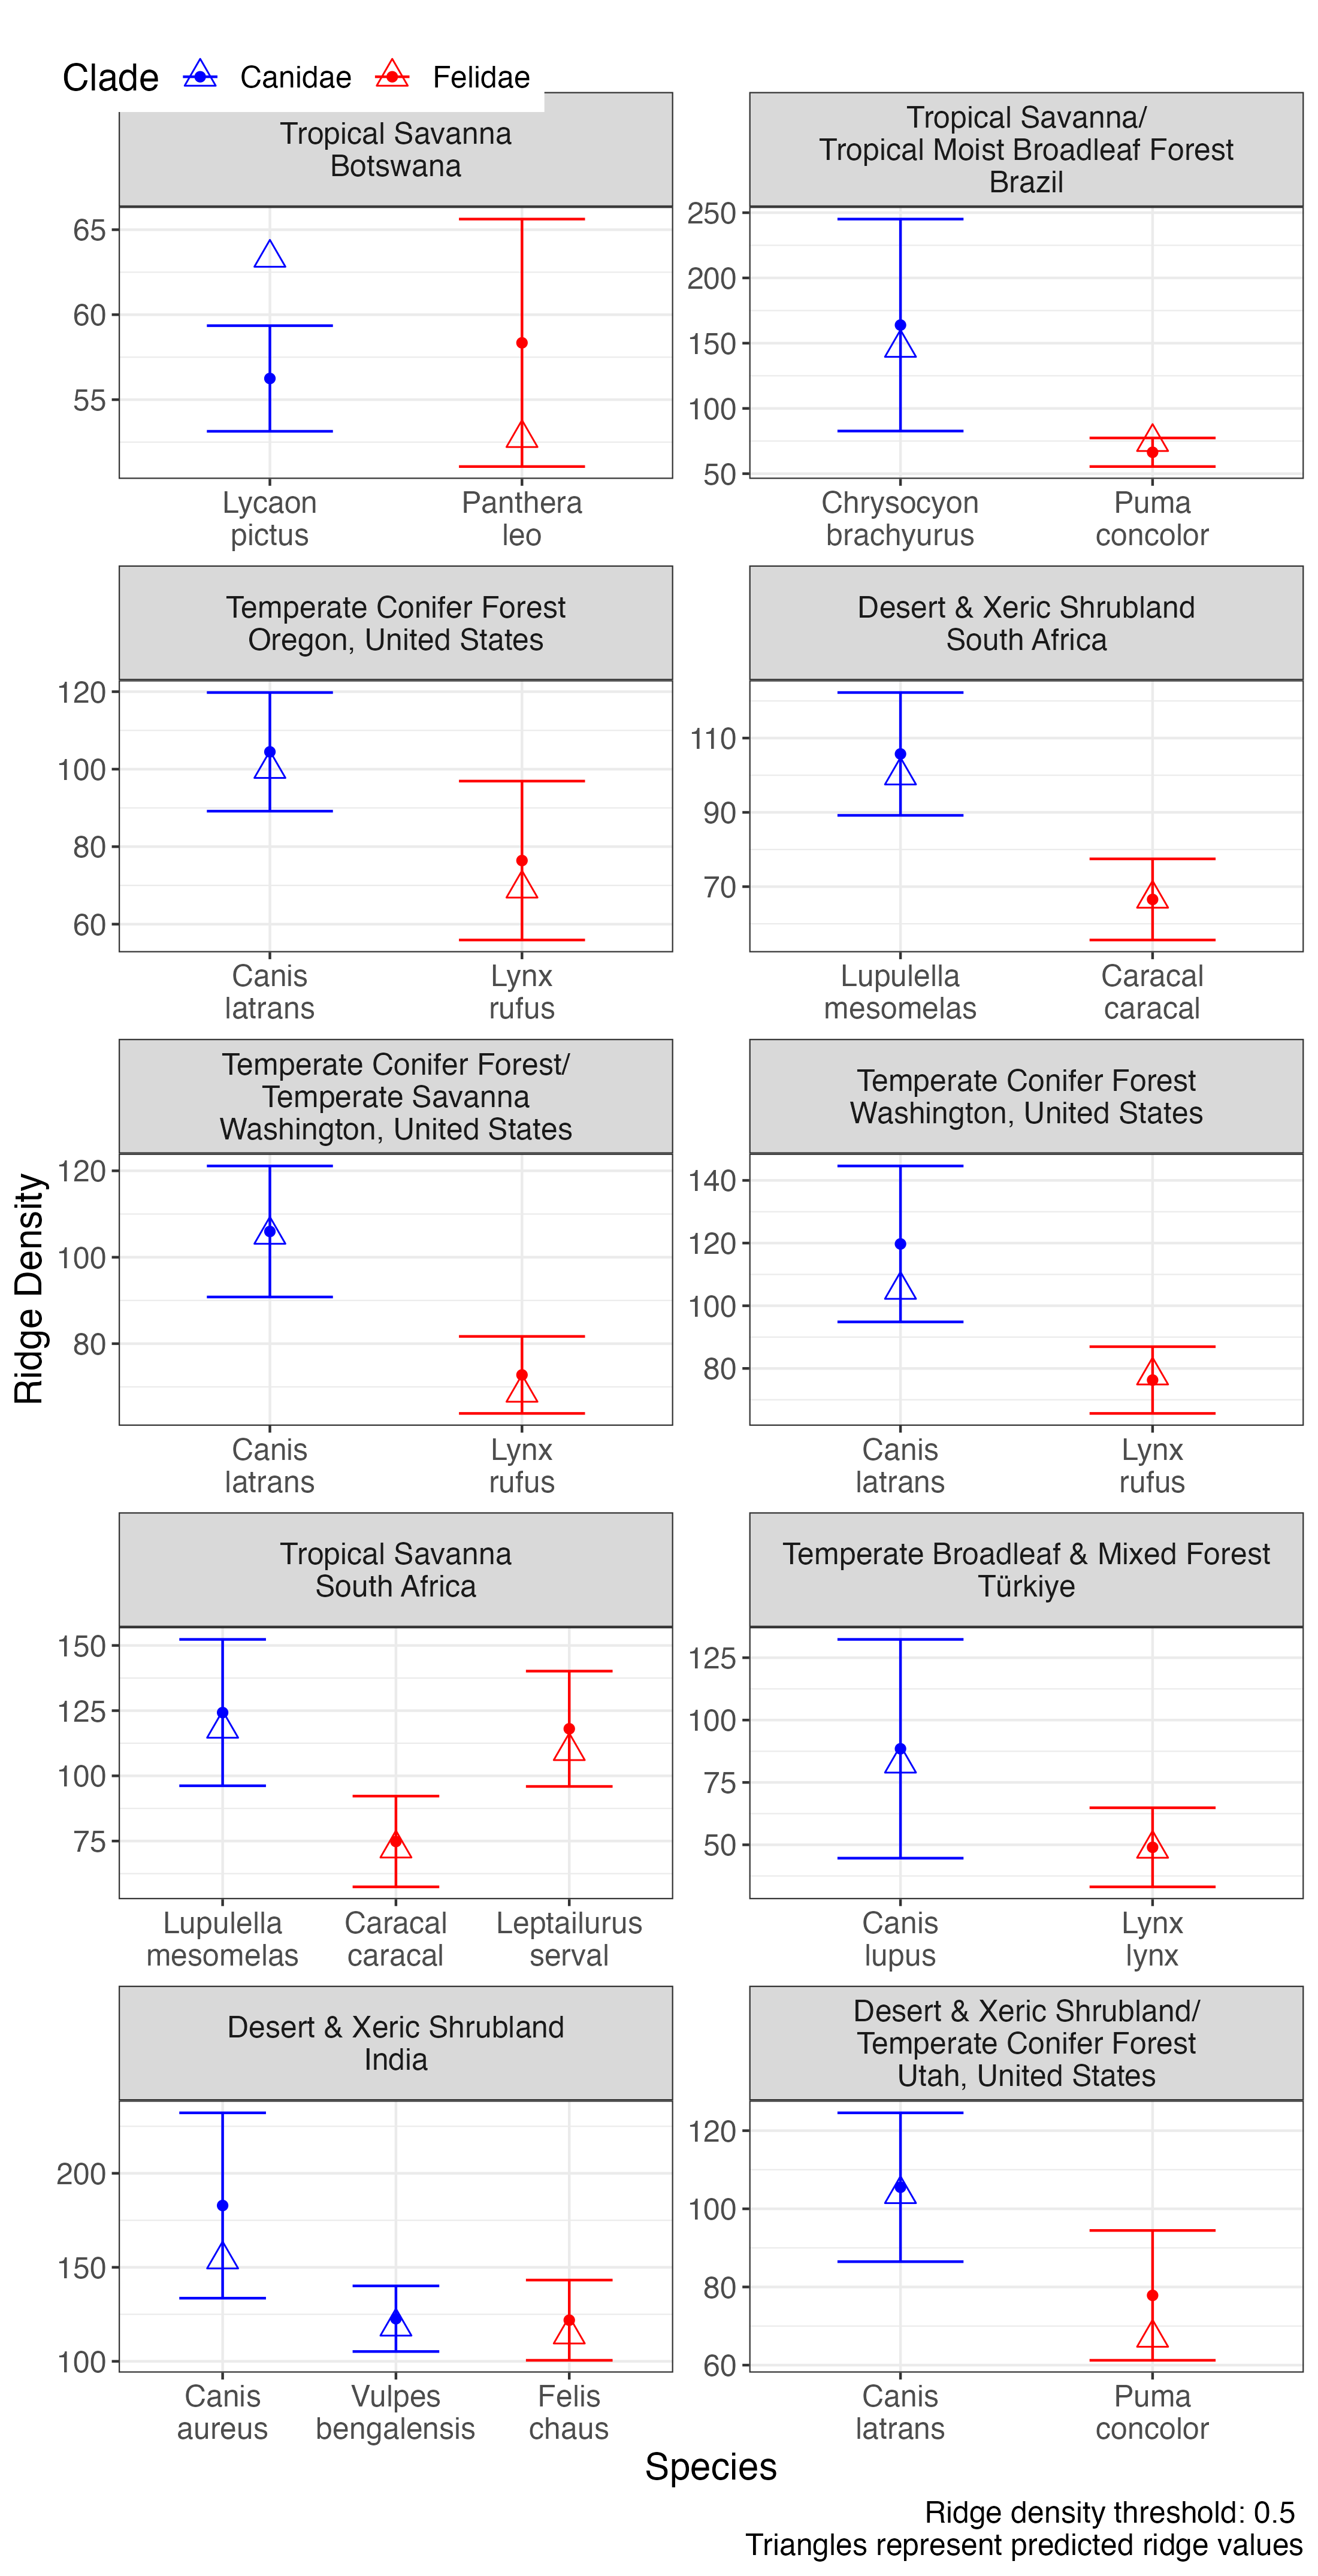 Clade Canidae Felidae
Tropical Savanna
Botswana
65
60
55
Lycaon
pictus
Panthera
leo
Tropical Savanna/
Tropical Moist Broadleaf Forest
Brazil
250
200
150
100
50
Chrysocyon
brachyurus
Puma
concolor
Temperate Conifer Forest
Oregon, United States
120
100
80
60
Canis
latrans
Lynx
rufus
Desert & Xeric Shrubland
South Africa
110
90
70
Lupulella
mesomelas
Caracal
caracal
Ridge Density
Temperate Conifer Forest/
Temperate Savanna
Washington, United States
120
100
80
Canis
latrans
Lynx
rufus
Temperate Conifer Forest
Washington, United States
140
120
100
80
Canis
latrans
Lynx
rufus
Tropical Savanna
South Africa
150
125
100
75
Lupulella
mesomelas
Caracal
caracal
Leptailurus
serval
Temperate Broadleaf & Mixed Forest
Türkiye
125
100
75
50
Canis
lupus
Lynx
lynx
Desert & Xeric Shrubland
India
200
150
100
Canis
aureus
Vulpes
bengalensis
Felis
chaus
Desert & Xeric Shrubland/
Temperate Conifer Forest
Utah, United States
120
100
80
60
Canis
latrans
Puma
concolor
Species
Ridge density threshold: 0.5
Triangles represent predicted ridge values